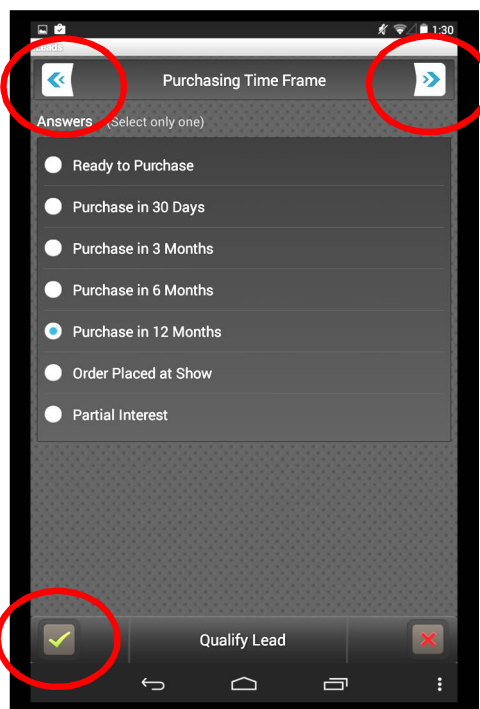 1:30
Leads
Purchasing Time Frame
Answers (Select only one)
Ready to Purchase
Purchase in 30 Days
Purchase in 3 Months
Purchase in 6 Months
Purchase in 12 Months
Order Placed at Show
Partial Interest
Qualify Lead